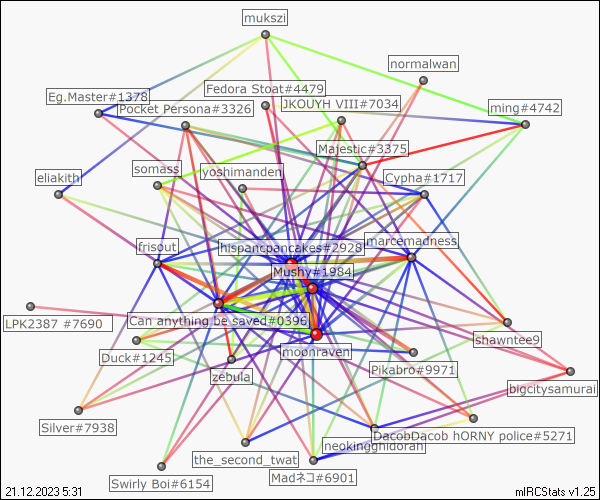 mukszi
normalwan
Fedora Stoat#4479
Eg.Master#1378
JKOUYH VIII#7034
Pocket Persona#3326
ming#4742
Majestic#3375
somass
yoshimanden
eliakith
Cypha#1717
frisout
hispancpancakes#2928
marcemadness
Mushy#1984
LPK2387 #7690
Can anything be saved#0396
shawntee9
moonraven
Duck#1245
zebula
Pikabro#9971
bigcitysamurai
Silver#7938
DacobDacob hORNY police#5271
neokingghidorah
the_second_twat
Madネコ#6901
Swirly Boi#6154
21.12.2023 5:31
mIRCStats v1.25